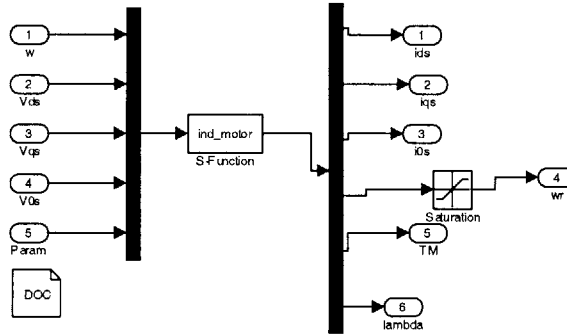 1
w
2
Vds
3
Vqs
4
V0s
5
Param
DOC
ind_motor
S-Function
1
ids
2
iqs
3
i0s
Saturation
4
wr
5
TM
6
lambda